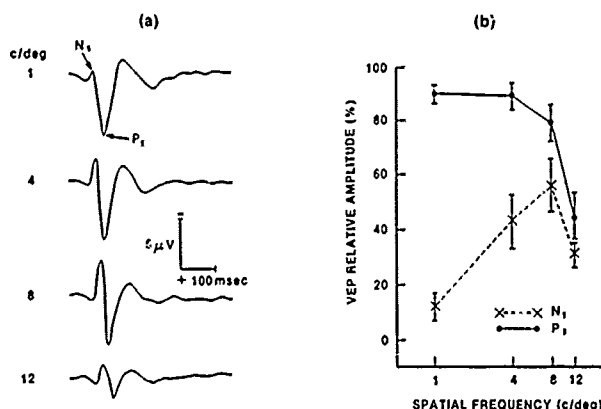 (a)
c/deg
N₁
1
P₁
4
5μV
+ 100msec
8
12
(b)
VEP RELATIVE AMPLITUDE (%)
100
80
60
40
20
0
N₁
P₁
1 4 8 12
SPATIAL FREQUENCY (c/deg)